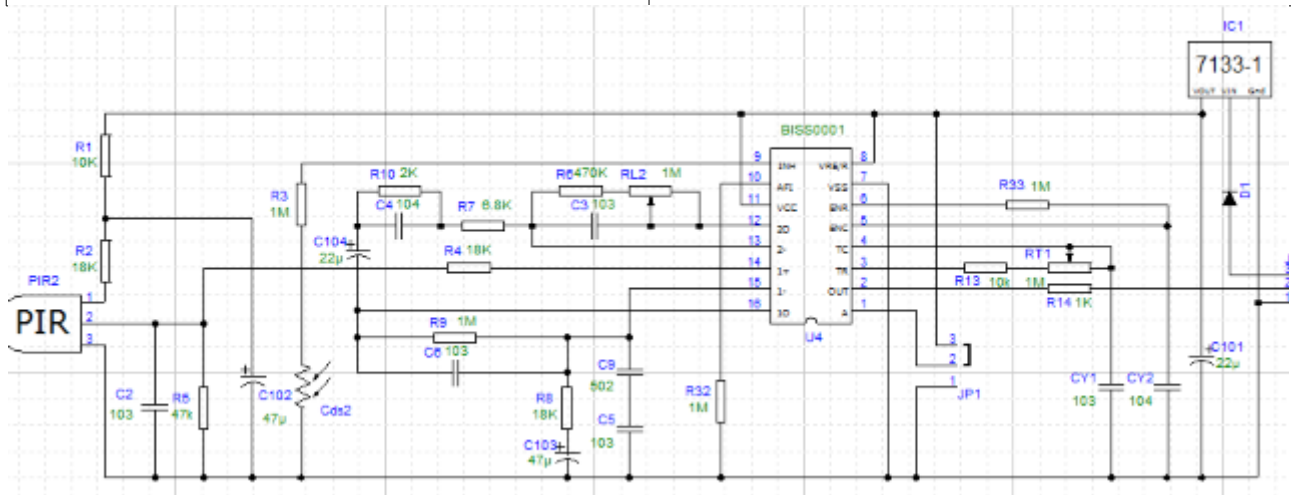 IC1
7133-1
VOUT VIN Gnd
BISS0001
R1
10K
9
8
R10 2K
R6 470K
RL2 1M
INH
VSS
R3
1M
10
7
C4 104
R7 6.8K
C3 103
11
VCC
6
R33 1M
D1
12
2O
5
C104
22µ
R4 18K
13
2-
4
TC
RT1
R2
18K
14
1+
3
TR
R13 10k
1M
PIR2
15
1-
2
OUT
R14 1K
1
16
1O
1
A
PIR
2
R9 1M
U4
3
C6 103
3
2
C101
22µ
C9
502
1
JP1
C2
103
R5
47k
C102
47µ
Cds2
R8
18K
R32
1M
CY1
103
CY2
104
C103
47µ
C5
103